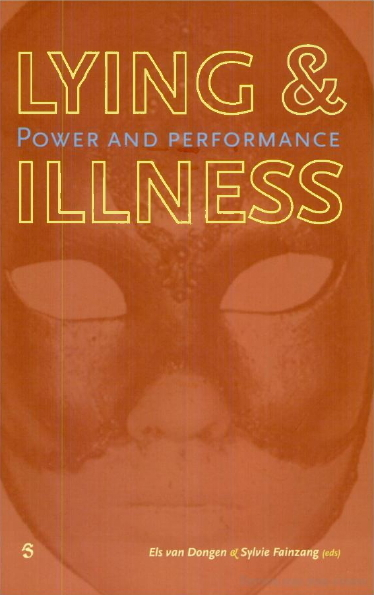 LYING &
POWER AND PERFORMANCE
ILLNESS
Els van Dongen & Sylvie Fainzang (eds)